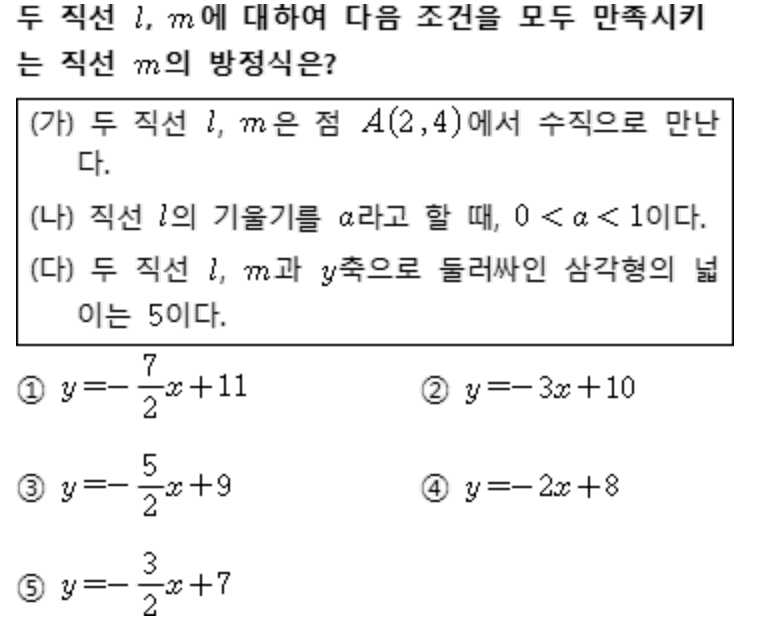 두 직선 l, m에 대하여 다음 조건을 모두 만족시키
는 직선 m의 방정식은?
(가) 두 직선 l, m은 점 A(2,4)에서 수직으로 만난
다.
(나) 직선 l의 기울기를 a라고 할 때, 0<a<1이다.
(다) 두 직선 l, m과 y축으로 둘러싸인 삼각형의 넓
이는 5이다.
① y=-7/2x+11 ② y=-3x+10
③ y=-5/2x+9 ④ y=-2x+8
⑤ y=-3/2x+7